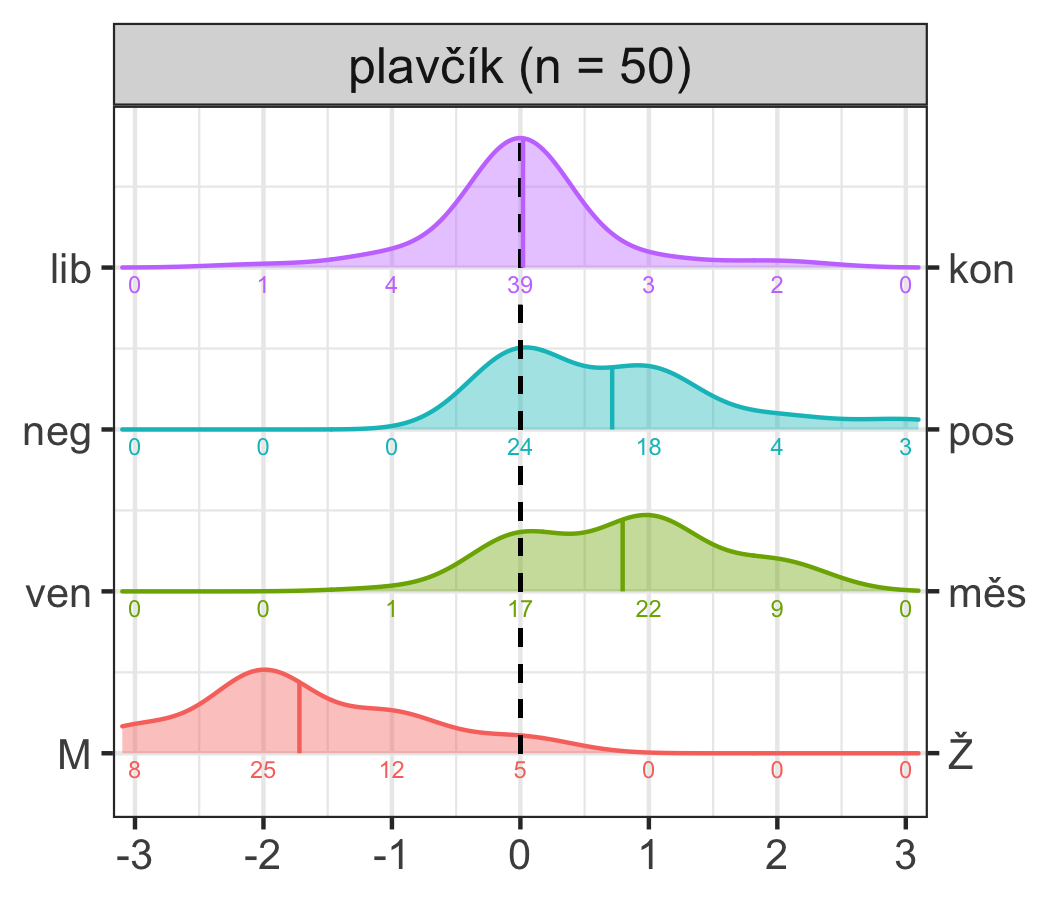 plavčík (n = 50)
lib kon
0 1 4 39 3 2 0
neg pos
0 0 0 24 18 4 3
ven měs
0 0 1 17 22 9 0
M Ž
8 25 12 5 0 0 0
-3 -2 -1 0 1 2 3